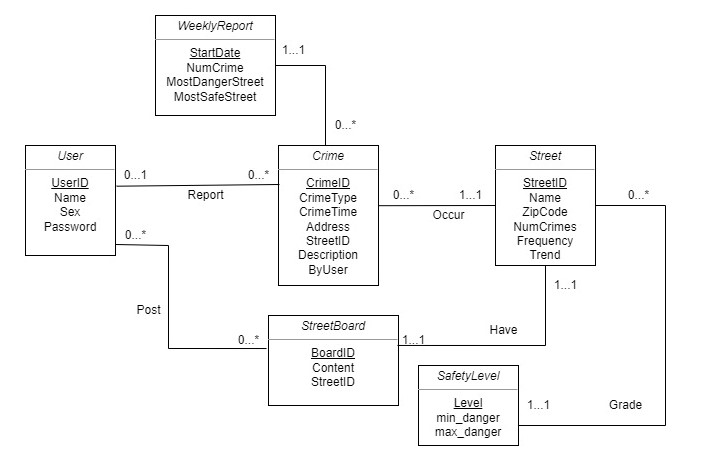 WeeklyReport
StartDate
NumCrime
MostDangerStreet
MostSafeStreet
1...1
0...*
User
UserID
Name
Sex
Password
0...1
Report
0...*
Crime
CrimeID
CrimeType
CrimeTime
Address
StreetID
Description
ByUser
0...*
Occur
1...1
Street
StreetID
Name
ZipCode
NumCrimes
Frequency
Trend
0...*
0...*
Post
0...*
StreetBoard
BoardID
Content
StreetID
1...1
Have
1...1
SafetyLevel
Level
min_danger
max_danger
1...1
Grade